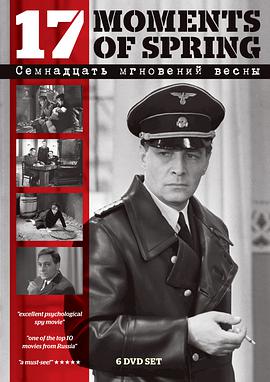 17 MOMENTS
OF SPRING
Семнадцать мгновений весны
"excellent psychological
spy movie"
"one of the top 10
movies from Russia"
"a must-see!" ★★★★★
6 DVD SET